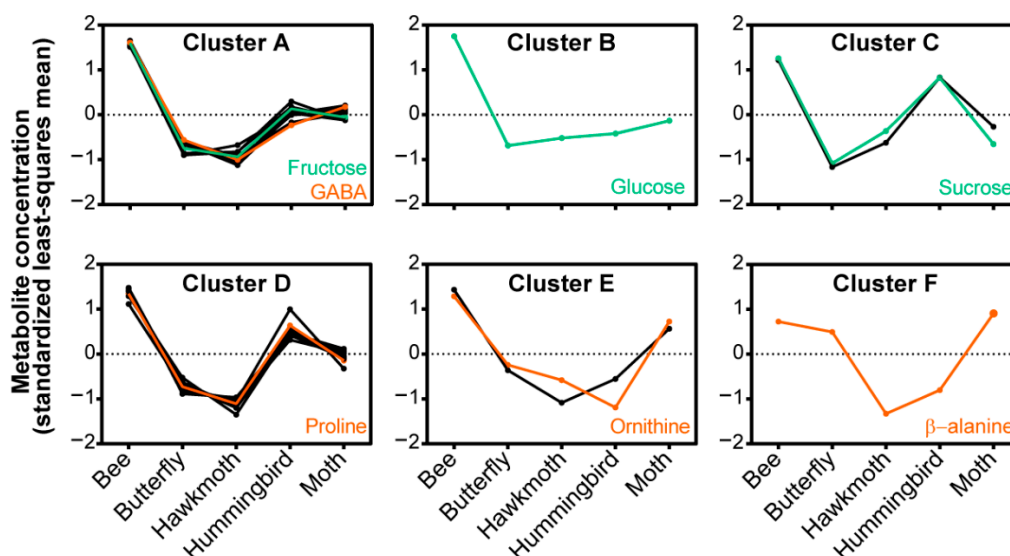 Metabolite concentration
(standardized least-squares mean)
2
1
0
−1
−2
Cluster A
Fructose
GABA
2
1
0
−1
−2
Cluster B
Glucose
2
1
0
−1
−2
Cluster C
Sucrose
2
1
0
−1
−2
Cluster D
Proline
Bee
Butterfly
Hawkmoth
Hummingbird
Moth
2
1
0
−1
−2
Cluster E
Ornithine
Bee
Butterfly
Hawkmoth
Hummingbird
Moth
2
1
0
−1
−2
Cluster F
β−alanine
Bee
Butterfly
Hawkmoth
Hummingbird
Moth